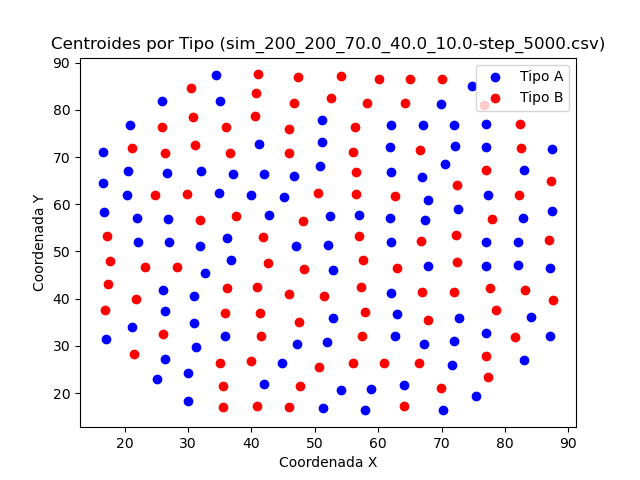 Centroides por Tipo (sim_200_200_70.0_40.0_10.0-step_5000.csv)
Tipo A
Tipo B
Coordenada Y
90
80
70
60
50
40
30
20
20 30 40 50 60 70 80 90
Coordenada X